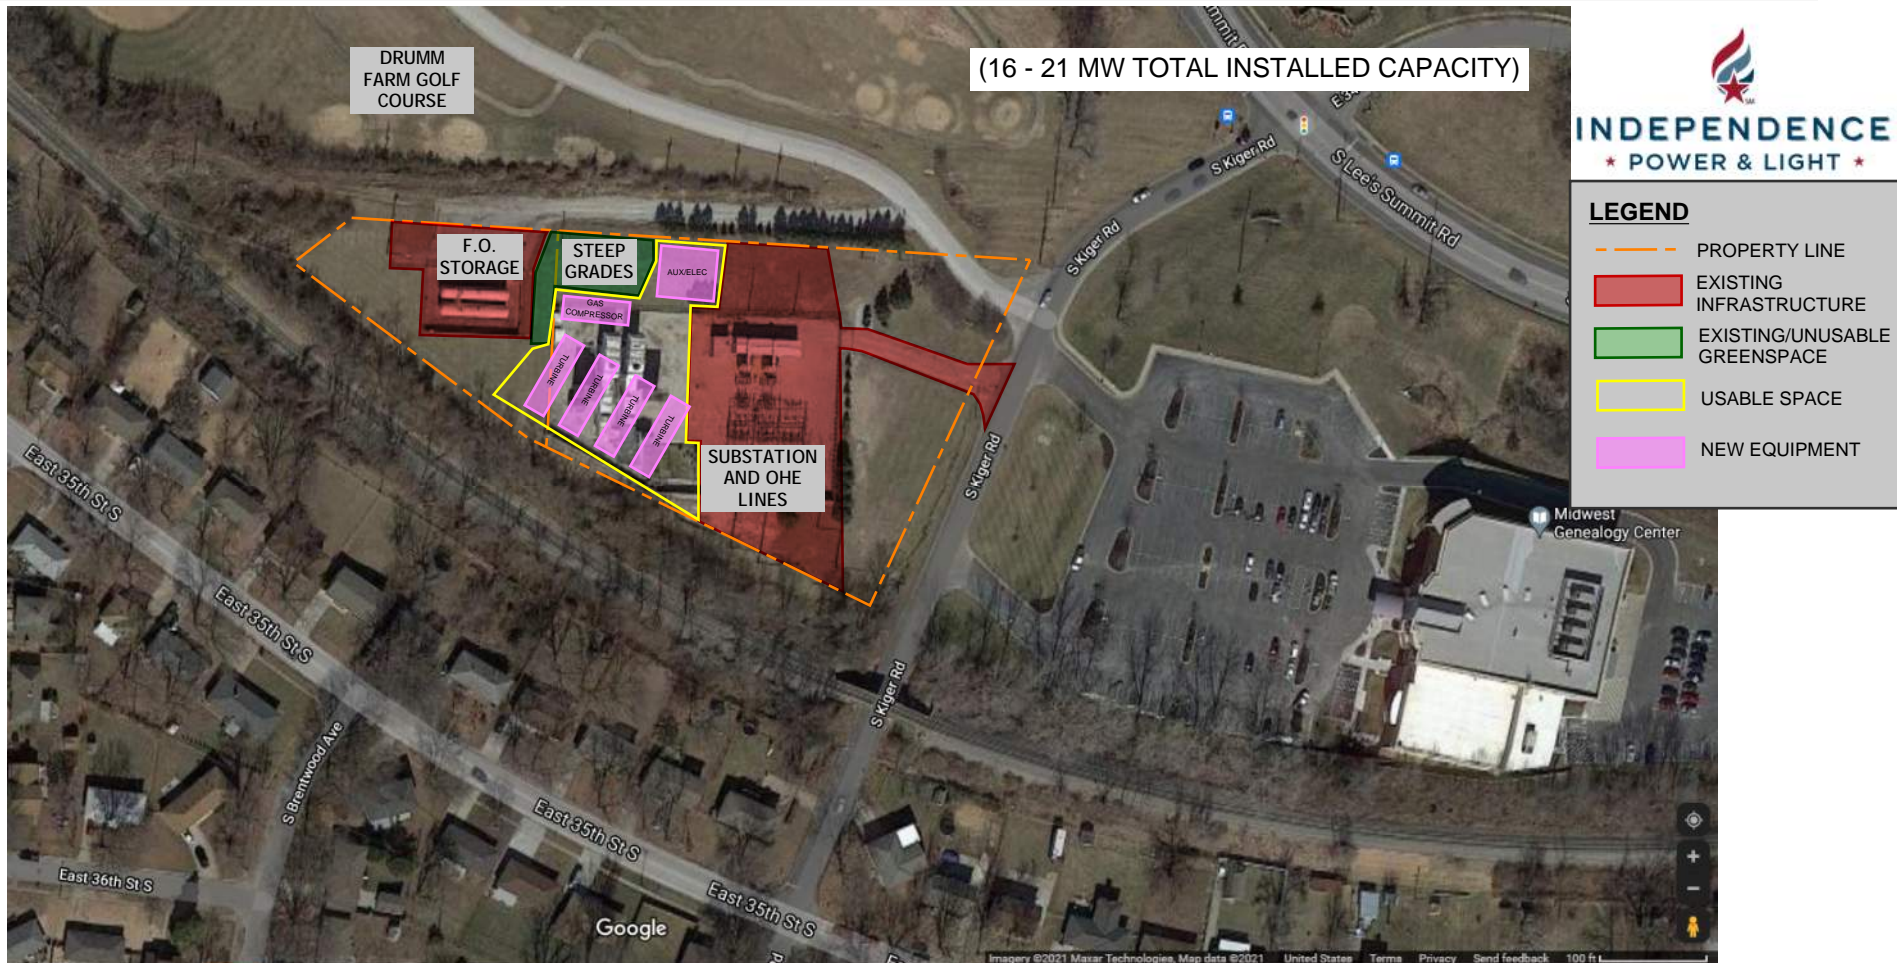 DRUMM
FARM GOLF
COURSE
(16 - 21 MW TOTAL INSTALLED CAPACITY)
INDEPENDENCE
POWER & LIGHT
SM
LEGEND
PROPERTY LINE
EXISTING
INFRASTRUCTURE
EXISTING/UNUSABLE
GREENSPACE
USABLE SPACE
NEW EQUIPMENT
S Kiger Rd
S Lee's Summit Rd
S Kiger Rd
F.O.
STORAGE
STEEP
GRADES
AUX/ELEC
GAS
COMPRESSOR
TURBINE
TURBINE
TURBINE
TURBINE
SUBSTATION
AND OHE
LINES
S Kiger Rd
Midwest
Genealogy Center
East 35th St S
East 35th St S
S Kiger Rd
S Brentwood Ave
East 35th St S
East 36th St S
East 35th St S
Google
Imagery ©2021 Maxar Technologies, Map data ©2021 United States Terms Privacy Send feedback 100 ft